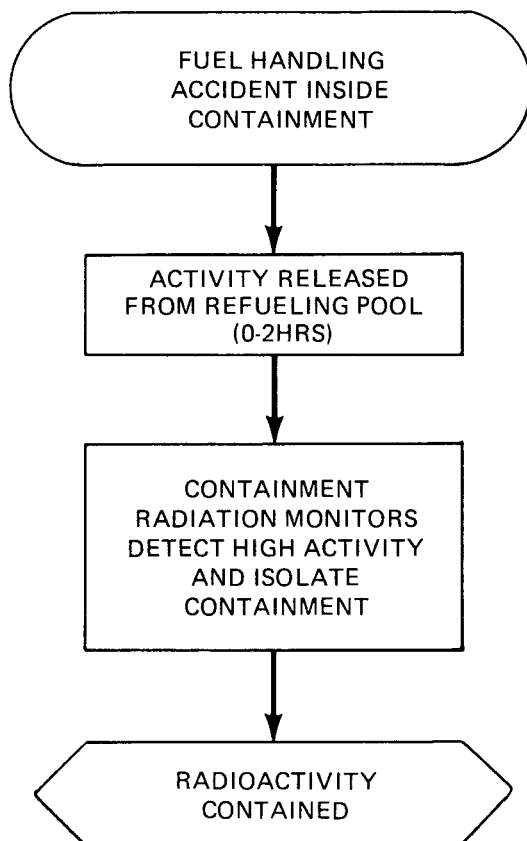 FUEL HANDLING
ACCIDENT INSIDE
CONTAINMENT
ACTIVITY RELEASED
FROM REFUELING POOL
(0-2HRS)
CONTAINMENT
RADIATION MONITORS
DETECT HIGH ACTIVITY
AND ISOLATE
CONTAINMENT
RADIOACTIVITY
CONTAINED